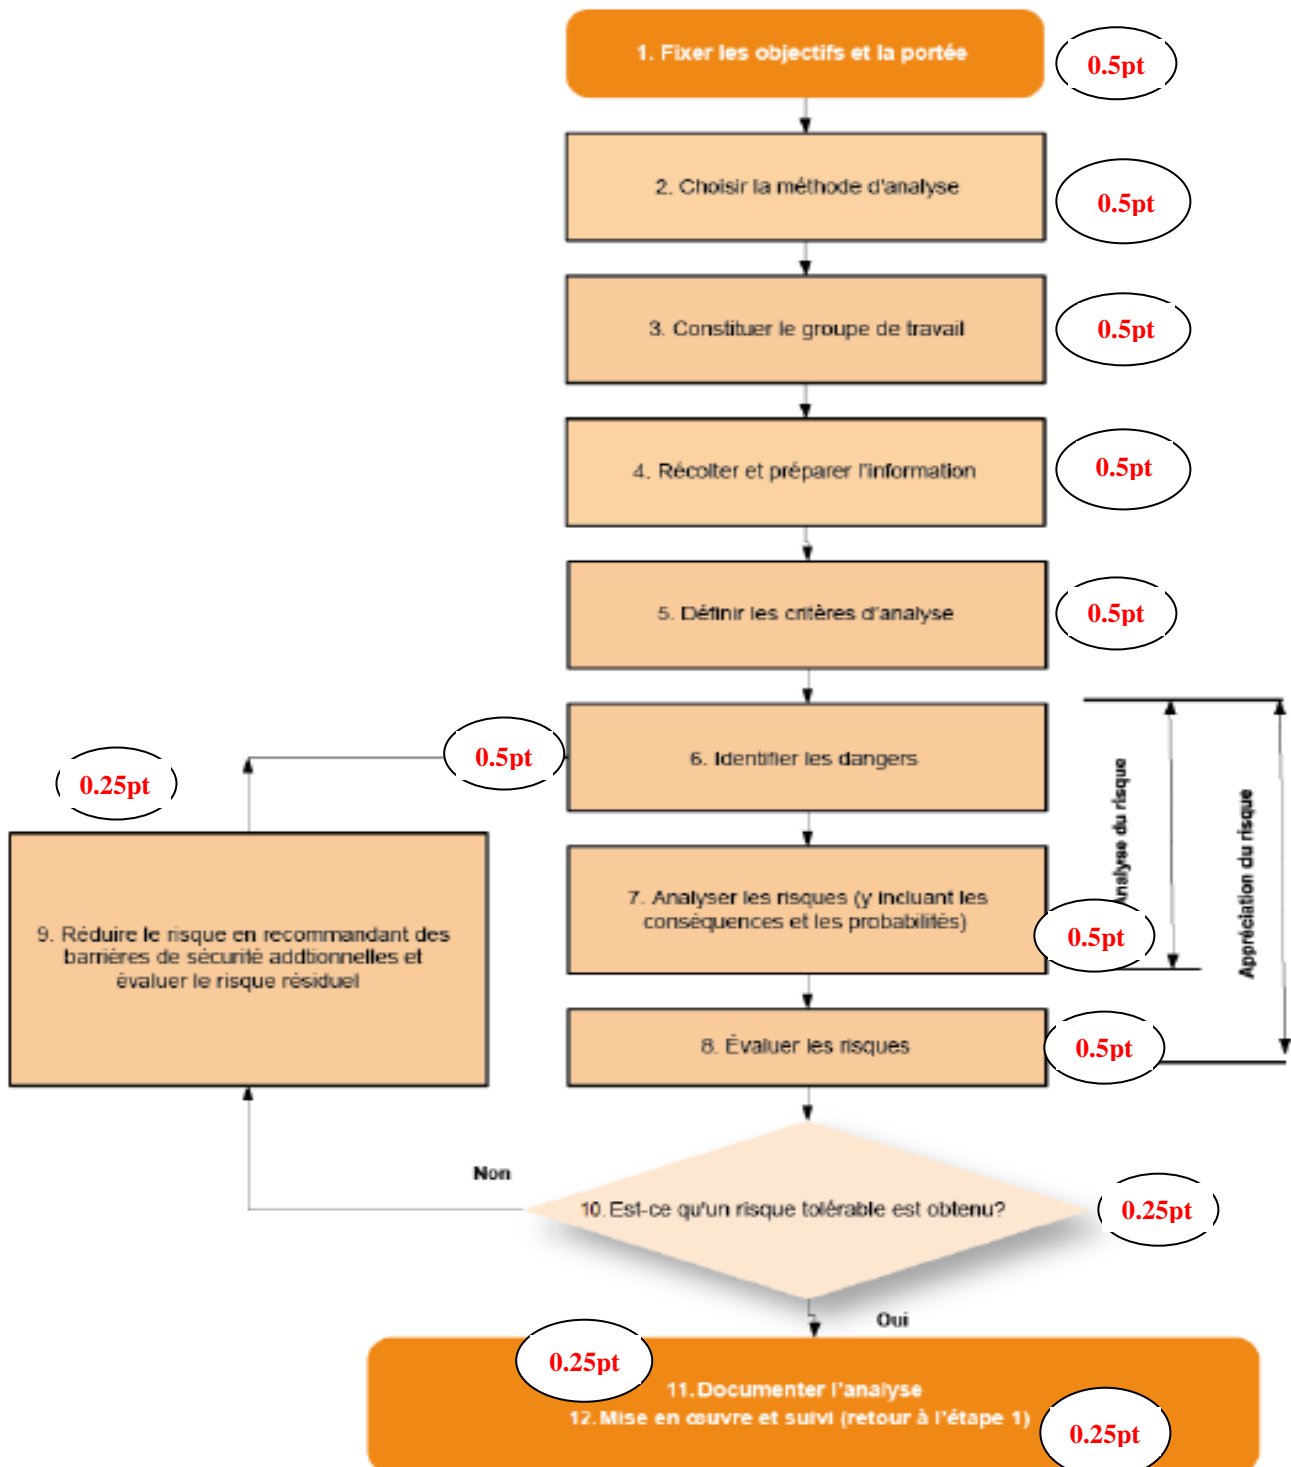 1. Fixer les objectifs et la portée
0.5pt
2. Choisir la méthode d'analyse
0.5pt
3. Constituer le groupe de travail
0.5pt
4. Récolter et préparer l'information
0.5pt
5. Définir les critères d'analyse
0.5pt
6. Identifier les dangers
0.5pt
0.25pt
7. Analyser les risques (y incluant les
conséquences et les probabilités)
0.5pt
Analyse du risque
Appréciation du risque
9. Réduire le risque en recommandant des
barrières de sécurité addtionnelles et
évaluer le risque résiduel
8. Évaluer les risques
0.5pt
Non
10. Est-ce qu'un risque tolérable est obtenu?
0.25pt
Oui
0.25pt
11. Documenter l'analyse
12. Mise en œuvre et suivi (retour à l'étape 1)
0.25pt